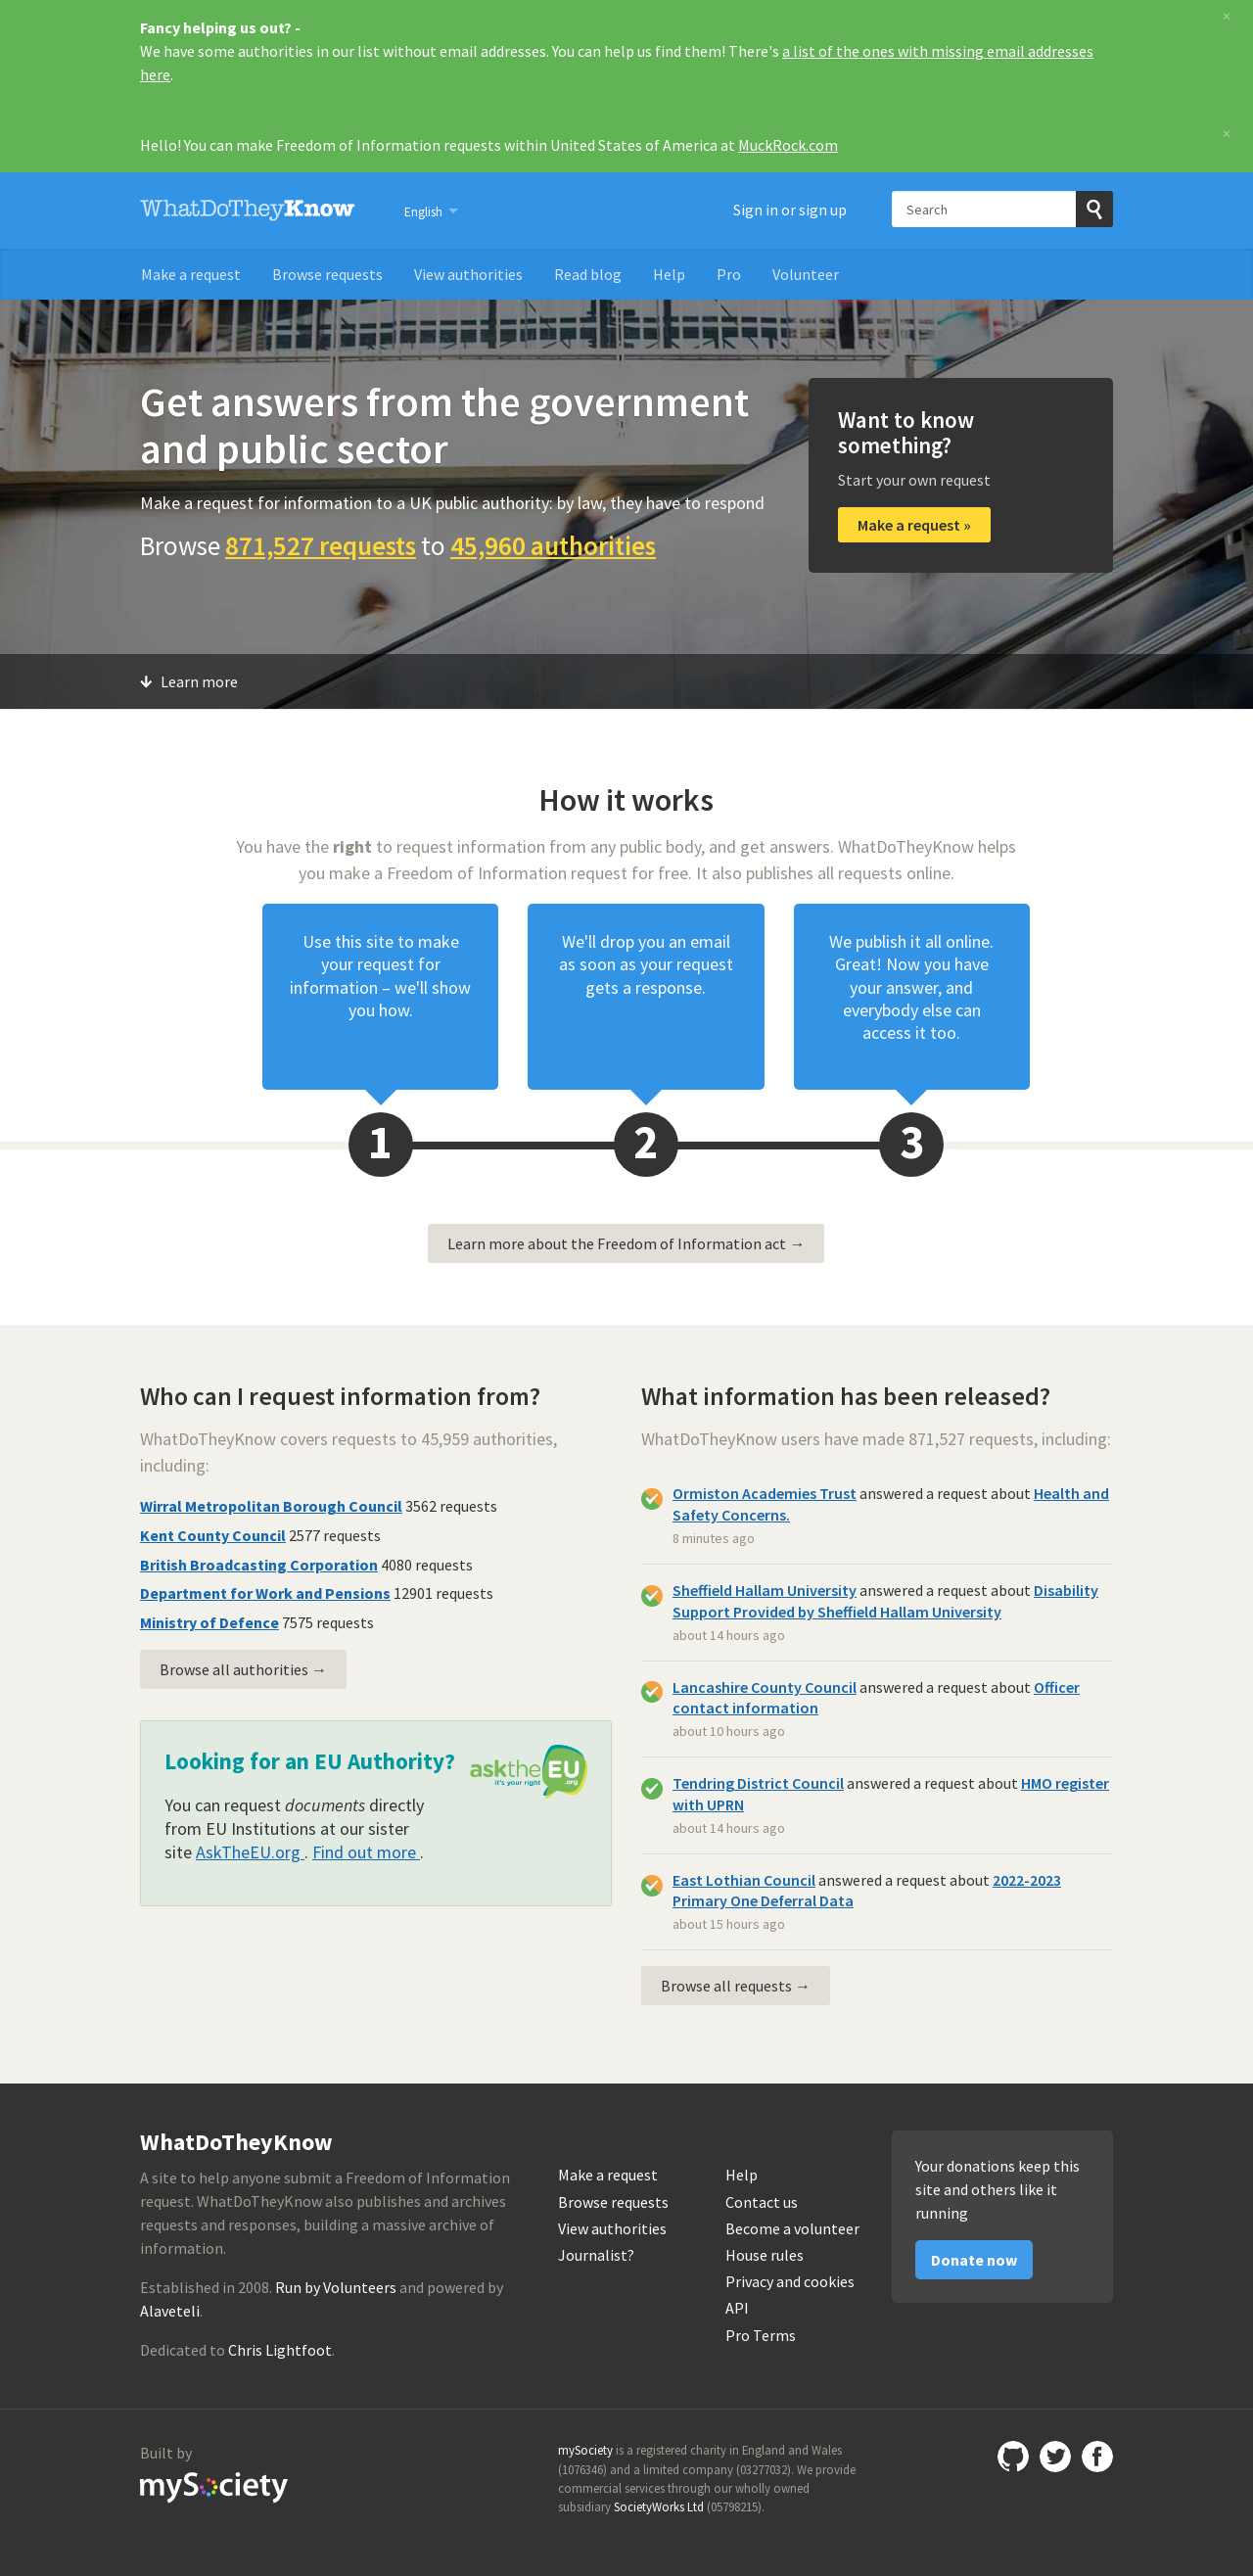 Fancy helping us out? -
We have some authorities in our list without email addresses. You can help us find them! There's a list of the ones with missing email addresses
here.
×
Hello! You can make Freedom of Information requests within United States of America at MuckRock.com
×
WhatDoTheyKnow
English
Sign in or sign up
Search
Make a request
Browse requests
View authorities
Read blog
Help
Pro
Volunteer
Get answers from the government
and public sector
Make a request for information to a UK public authority: by law, they have to respond
Browse 871,527 requests to 45,960 authorities
Want to know
something?
Start your own request
Make a request »
Learn more
How it works
You have the right to request information from any public body, and get answers. WhatDoTheyKnow helps
you make a Freedom of Information request for free. It also publishes all requests online.
Use this site to make
your request for
information – we'll show
you how.
We'll drop you an email
as soon as your request
gets a response.
We publish it all online.
Great! Now you have
your answer, and
everybody else can
access it too.
1
2
3
Learn more about the Freedom of Information act →
Who can I request information from?
WhatDoTheyKnow covers requests to 45,959 authorities,
including:
Wirral Metropolitan Borough Council 3562 requests
Kent County Council 2577 requests
British Broadcasting Corporation 4080 requests
Department for Work and Pensions 12901 requests
Ministry of Defence 7575 requests
Browse all authorities →
Looking for an EU Authority?
asktheEU.org
it's your right
You can request documents directly
from EU Institutions at our sister
site AskTheEU.org . Find out more .
What information has been released?
WhatDoTheyKnow users have made 871,527 requests, including:
Ormiston Academies Trust answered a request about Health and
Safety Concerns.
8 minutes ago
Sheffield Hallam University answered a request about Disability
Support Provided by Sheffield Hallam University
about 14 hours ago
Lancashire County Council answered a request about Officer
contact information
about 10 hours ago
Tendring District Council answered a request about HMO register
with UPRN
about 14 hours ago
East Lothian Council answered a request about 2022-2023
Primary One Deferral Data
about 15 hours ago
Browse all requests →
WhatDoTheyKnow
A site to help anyone submit a Freedom of Information
request. WhatDoTheyKnow also publishes and archives
requests and responses, building a massive archive of
information.
Established in 2008. Run by Volunteers and powered by
Alaveteli.
Dedicated to Chris Lightfoot.
Make a request
Browse requests
View authorities
Journalist?
Help
Contact us
Become a volunteer
House rules
Privacy and cookies
API
Pro Terms
Your donations keep this
site and others like it
running
Donate now
Built by
mySociety
mySociety is a registered charity in England and Wales
(1076346) and a limited company (03277032). We provide
commercial services through our wholly owned
subsidiary SocietyWorks Ltd (05798215).